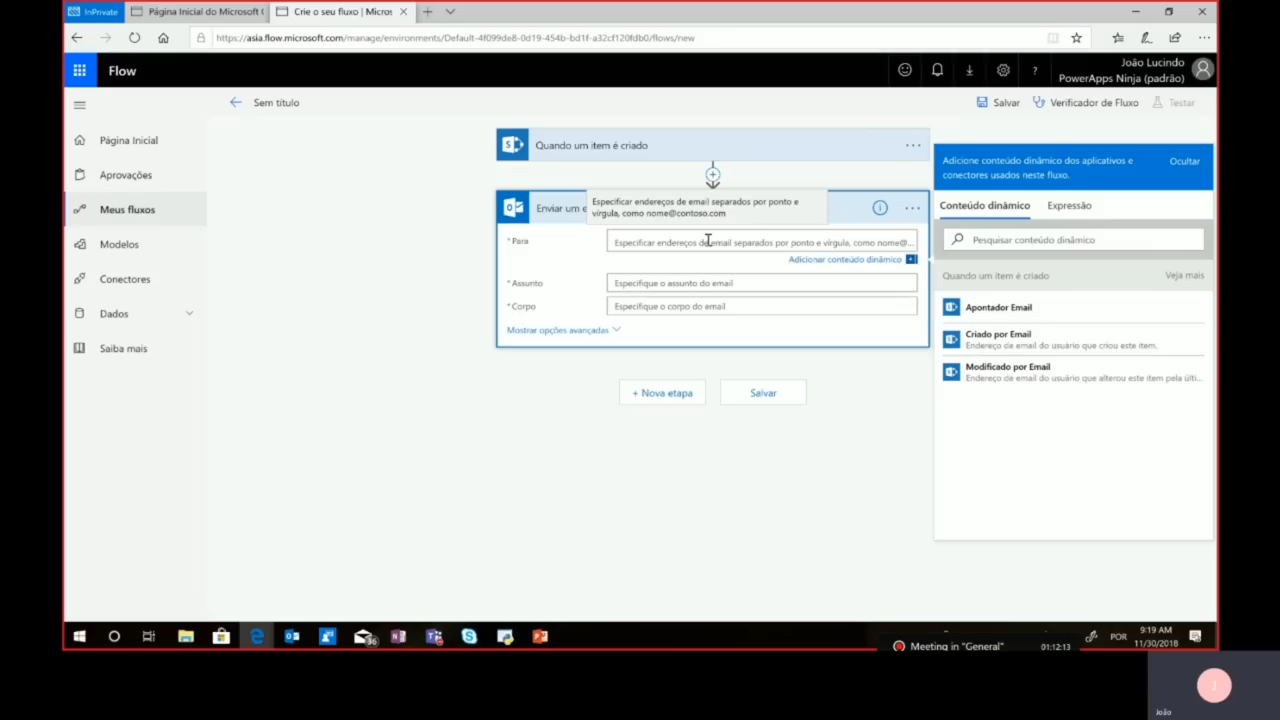 InPrivate
Página Inicial do Microsoft
Crie o seu fluxo | Micros
https://asia.flow.microsoft.com/manage/environments/Default-4f099de8-0d19-454b-bd1f-a32cf120fdb0/flows/new
Flow
João Lucindo
PowerApps Ninja (padrão)
Sem título
Salvar
Verificador de Fluxo
Testar
Página Inicial
Aprovações
Meus fluxos
Modelos
Conectores
Dados
Saiba mais
Quando um item é criado
Enviar um e
Especificar endereços de email separados por ponto e
vírgula, como nome@contoso.com
* Para
Especificar endereços de email separados por ponto e vírgula, como nome@...
Adicionar conteúdo dinâmico
* Assunto
Especifique o assunto do email
* Corpo
Especifique o corpo do email
Mostrar opções avançadas
+ Nova etapa
Salvar
Adicione conteúdo dinâmico dos aplicativos e
conectores usados neste fluxo.
Ocultar
Conteúdo dinâmico
Expressão
Pesquisar conteúdo dinâmico
Quando um item é criado
Veja mais
Apontador Email
Criado por Email
Endereço de email do usuário que criou este item.
Modificado por Email
Endereço de email do usuário que alterou este item pela últi...
36
POR
9:19 AM
11/30/2018
Meeting in "General"
01:12:13
J
João